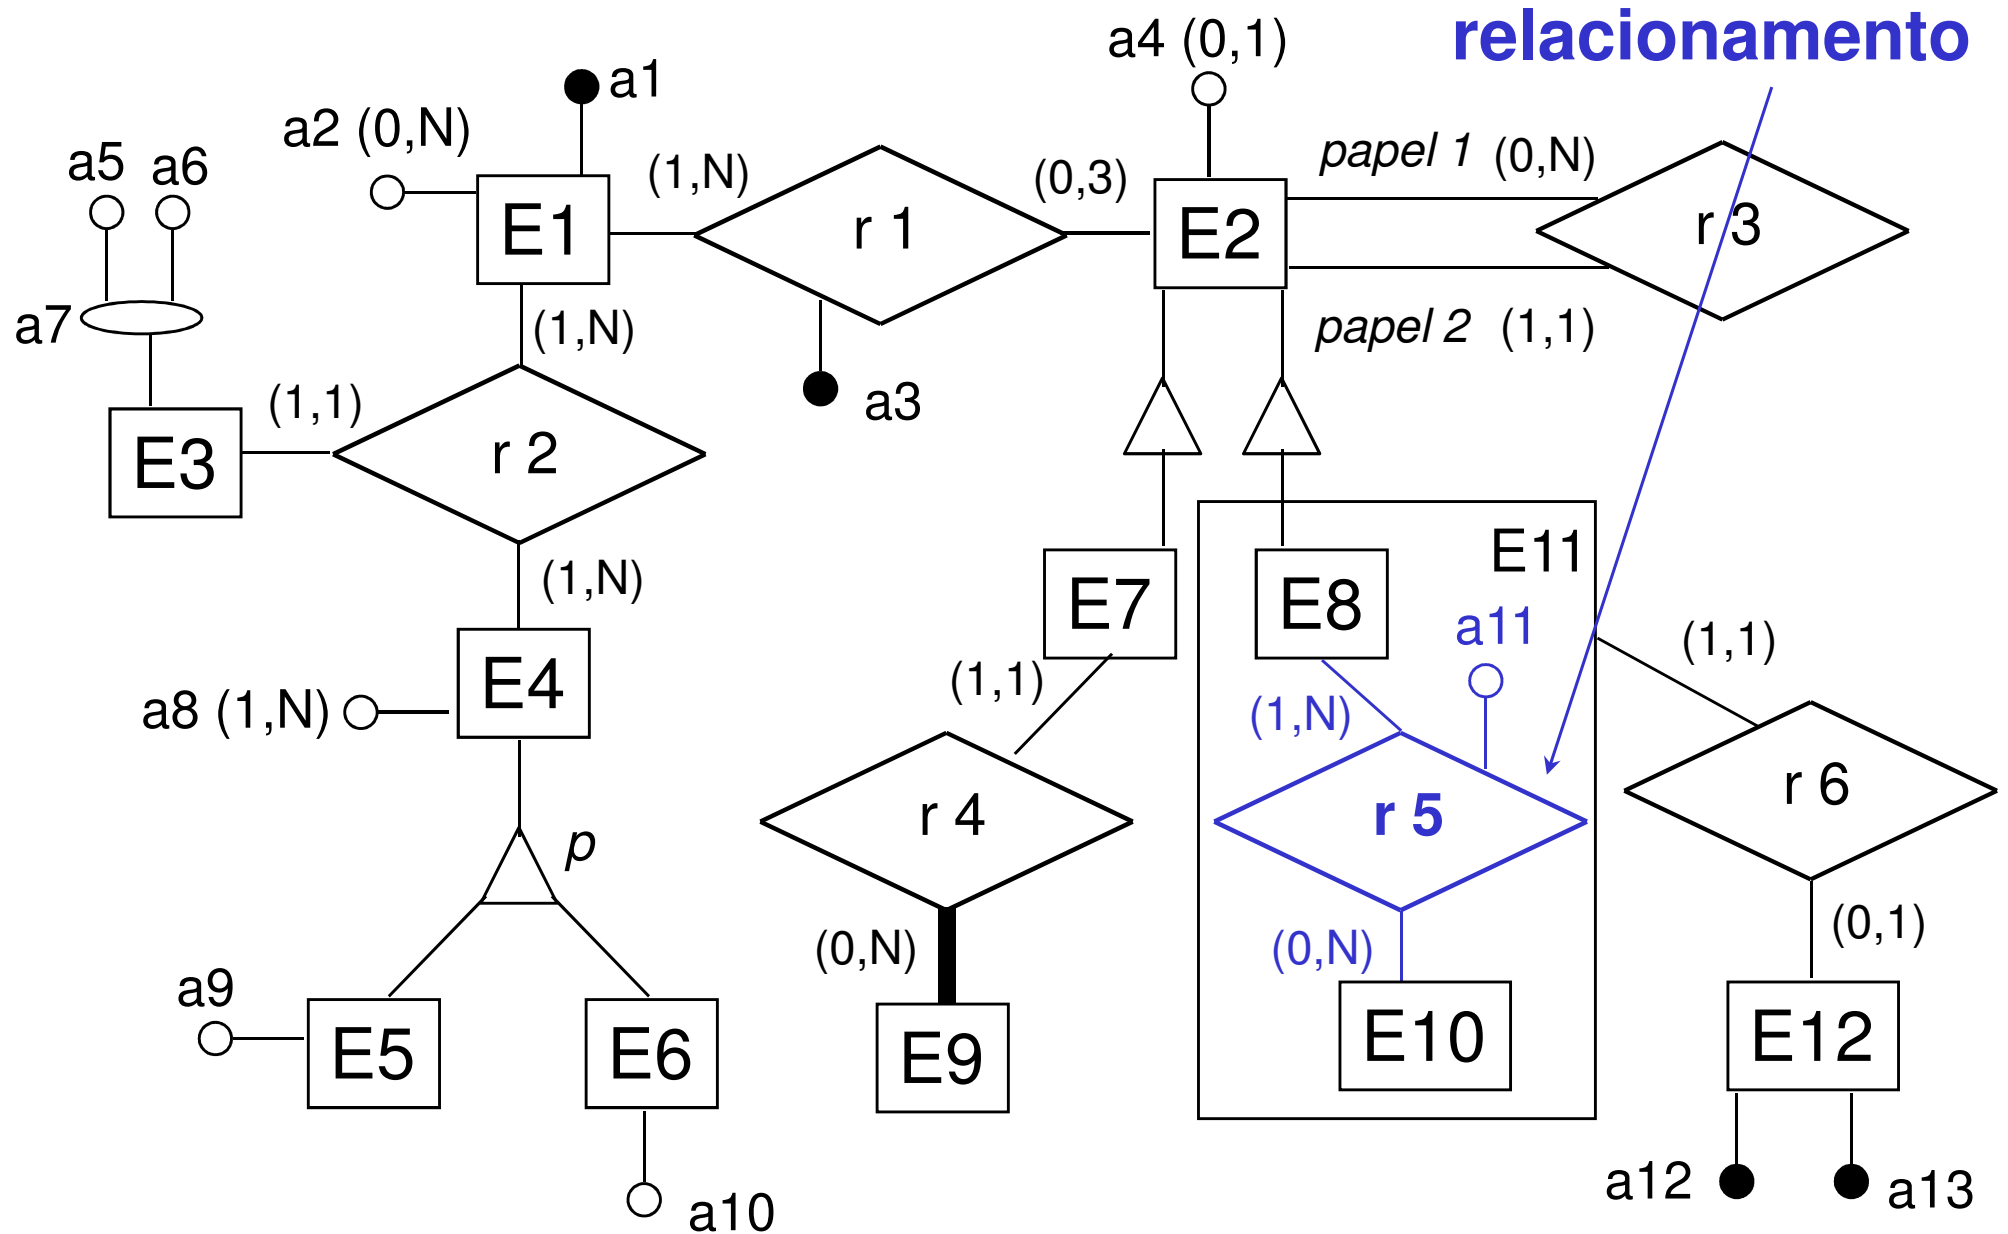 relacionamento
a4 (0,1)
a1
a2 (0,N)
a5
a6
papel 1 (0,N)
(1,N)
(0,3)
E1
r 1
E2
r 3
a7
(1,N)
papel 2 (1,1)
(1,1)
a3
E3
r 2
(1,N)
E11
E7
E8
a11
(1,1)
E4
(1,1)
a8 (1,N)
(1,N)
r 4
r 5
r 6
p
(0,N)
(0,N)
(0,1)
a9
E5
E6
E9
E10
E12
a10
a12
a13